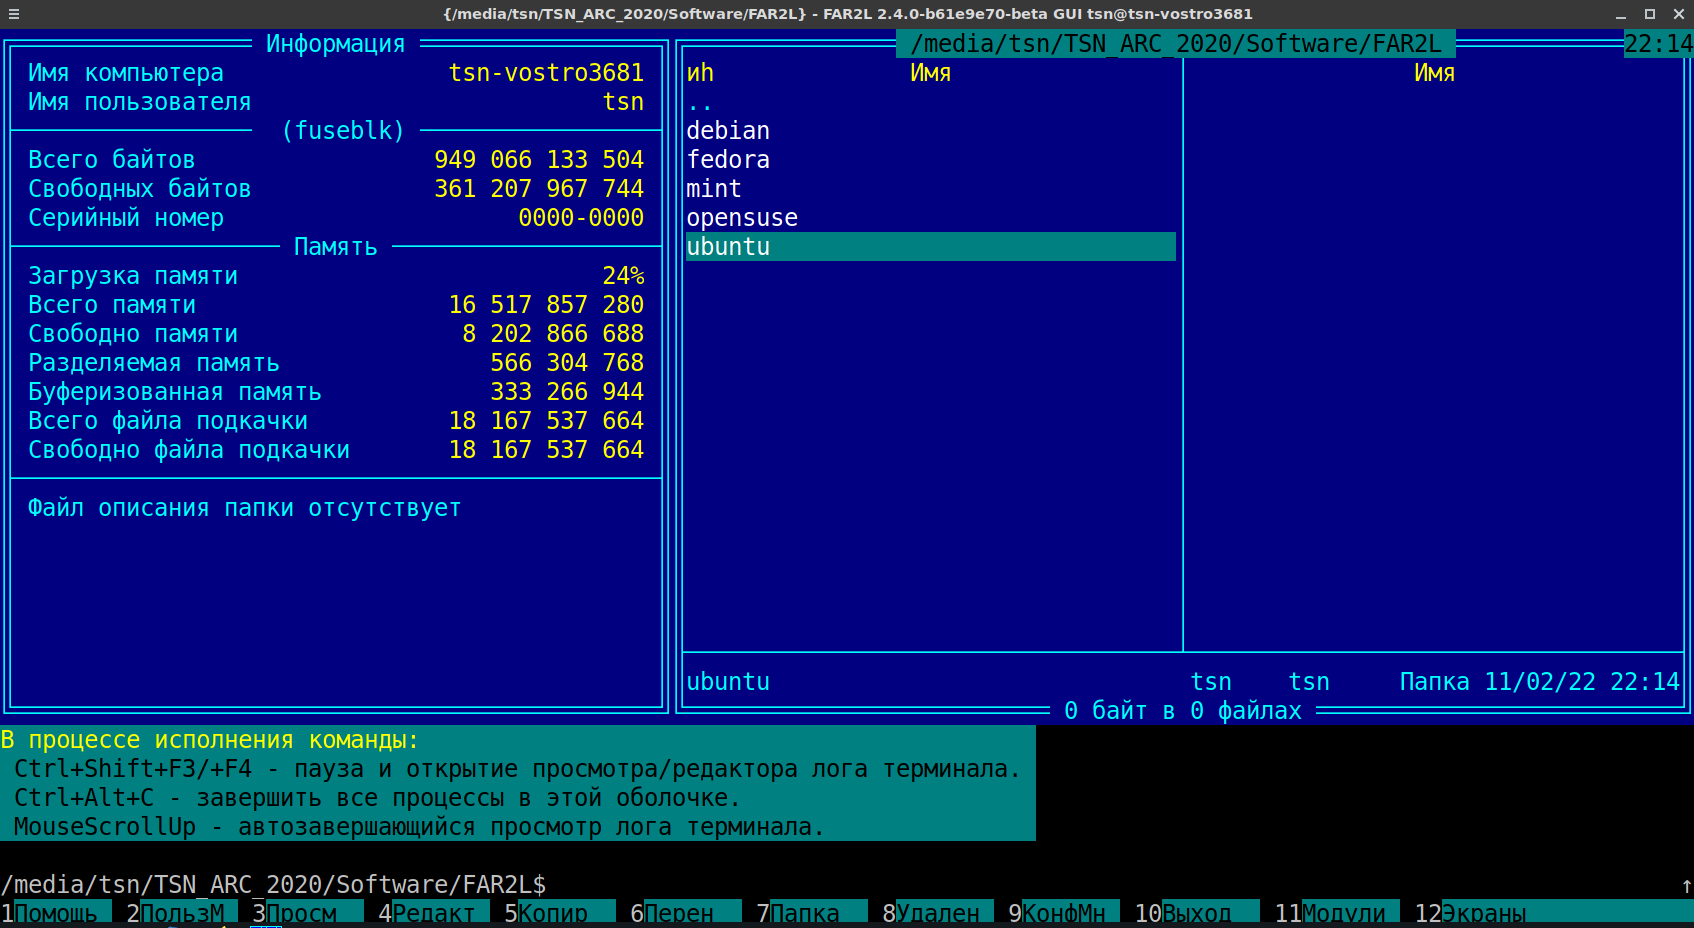 {/media/tsn/TSN_ARC_2020/Software/FAR2L} - FAR2L 2.4.0-b61e9e70-beta GUI tsn@tsn-vostro3681
Информация
Имя компьютера tsn-vostro3681
Имя пользователя tsn
(fuseblk)
Всего байтов 949 066 133 504
Свободных байтов 361 207 967 744
Серийный номер 0000-0000
Память
Загрузка памяти 24%
Всего памяти 16 517 857 280
Свободно памяти 8 202 866 688
Разделяемая память 566 304 768
Буферизованная память 333 266 944
Всего файла подкачки 18 167 537 664
Свободно файла подкачки 18 167 537 664
Файл описания папки отсутствует
/media/tsn/TSN_ARC_2020/Software/FAR2L 22:14
иh Имя Имя
..
debian
fedora
mint
opensuse
ubuntu
ubuntu tsn tsn Папка 11/02/22 22:14
0 байт в 0 файлах
В процессе исполнения команды:
Ctrl+Shift+F3/+F4 - пауза и открытие просмотра/редактора лога терминала.
Ctrl+Alt+C - завершить все процессы в этой оболочке.
MouseScrollUp - автозавершающийся просмотр лога терминала.
/media/tsn/TSN_ARC_2020/Software/FAR2L$ ↑
1Помощь 2ПользМ 3Просм 4Редакт 5Копир 6Перен 7Папка 8Удален 9КонфМн 10Выход 11Модули 12Экраны